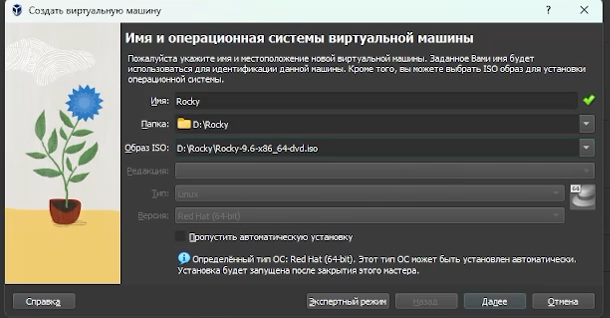 Создать виртуальную машину
Имя и операционная системы виртуальной машины
Пожалуйста укажите имя и местоположение новой виртуальной машины. Заданное Вами имя будет
использоваться для идентификации данной машины. Кроме того, вы можете выбрать ISO образ для установки
операционной системы.
Имя: Rocky
Папка: D:\Rocky
Образ ISO: D:\Rocky\Rocky-9.6-x86_64-dvd.iso
Редакция:
Тип: Linux
64
Версия: Red Hat (64-bit)
Пропустить автоматическую установку
Определённый тип ОС: Red Hat (64-bit). Этот тип ОС может быть установлен автоматически.
Установка будет запущена после закрытия этого мастера.
Справка Экспертный режим Назад Далее Отмена